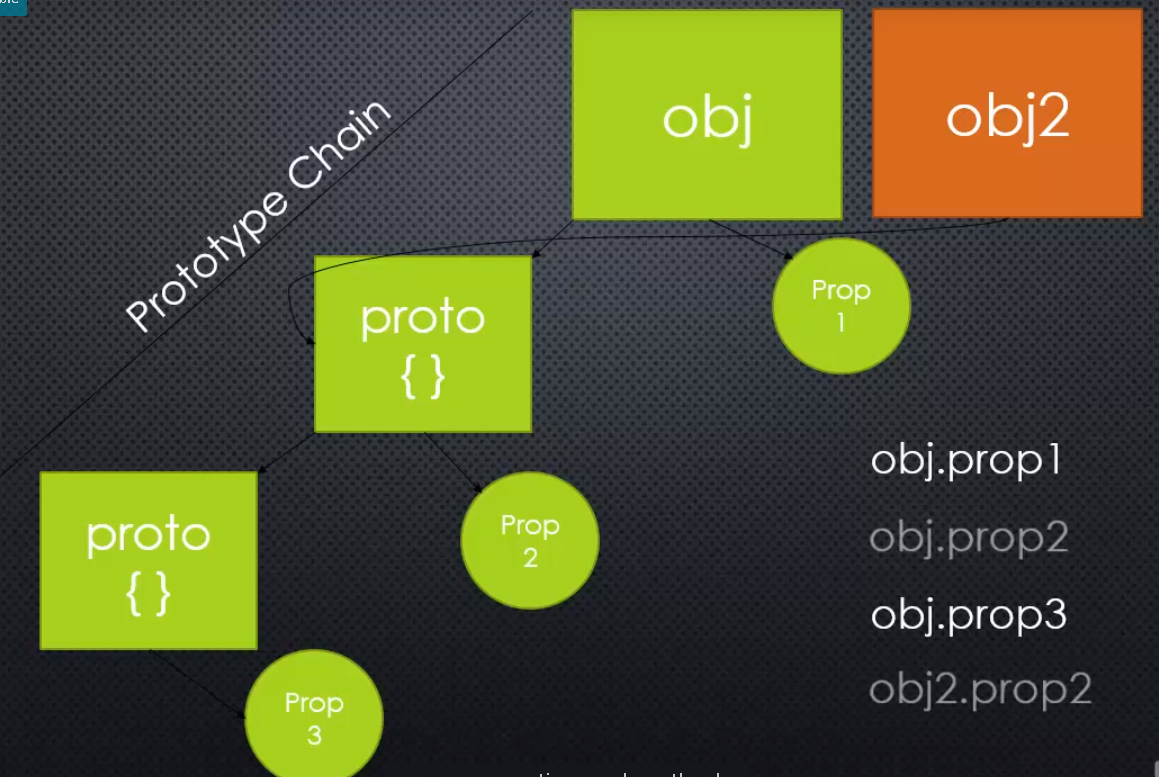 obj
obj2
Prototype Chain
Prop
1
proto
{ }
obj.prop1
proto
{ }
Prop
2
obj.prop2
obj.prop3
Prop
3
obj2.prop2